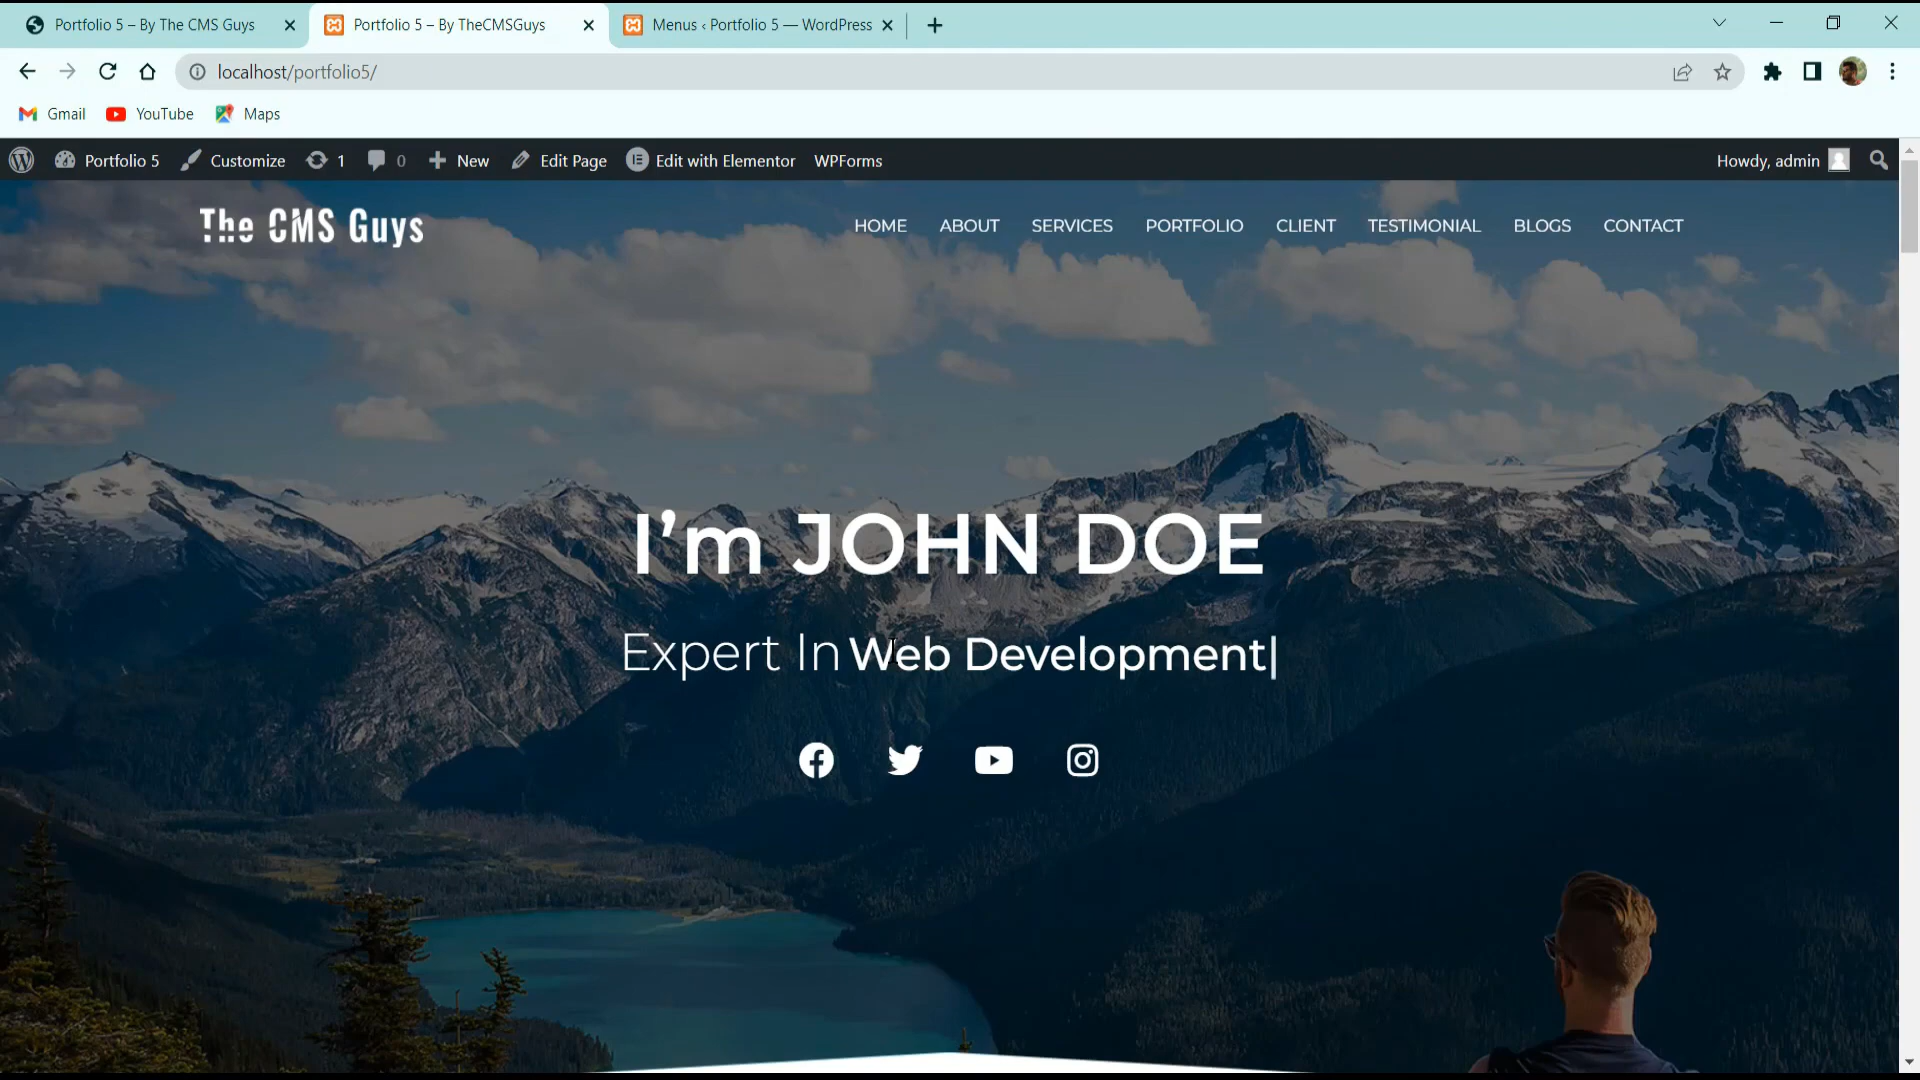 Portfolio 5 – By The CMS Guys
Portfolio 5 – By TheCMSGuys
Menus ‹ Portfolio 5 — WordPress
localhost/portfolio5/
Gmail
YouTube
Maps
Portfolio 5
Customize
1
0
New
Edit Page
Edit with Elementor
WPForms
Howdy, admin
The CMS Guys
HOME
ABOUT
SERVICES
PORTFOLIO
CLIENT
TESTIMONIAL
BLOGS
CONTACT
I’m JOHN DOE
Expert In Web Development|